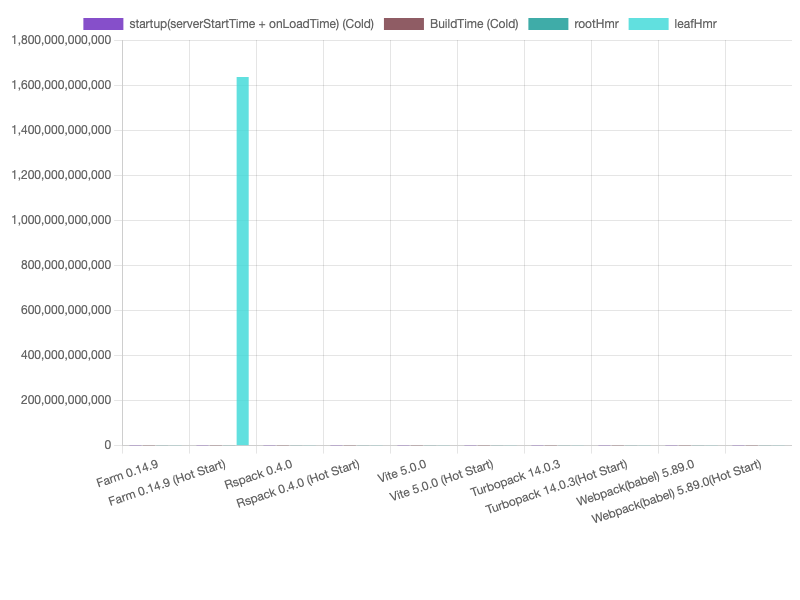 startup(serverStartTime + onLoadTime) (Cold) BuildTime (Cold) rootHmr leafHmr
1,800,000,000,000
1,600,000,000,000
1,400,000,000,000
1,200,000,000,000
1,000,000,000,000
800,000,000,000
600,000,000,000
400,000,000,000
200,000,000,000
0
Farm 0.14.9
Farm 0.14.9 (Hot Start)
Rspack 0.4.0
Rspack 0.4.0 (Hot Start)
Vite 5.0.0
Vite 5.0.0 (Hot Start)
Turbopack 14.0.3
Turbopack 14.0.3(Hot Start)
Webpack(babel) 5.89.0
Webpack(babel) 5.89.0(Hot Start)